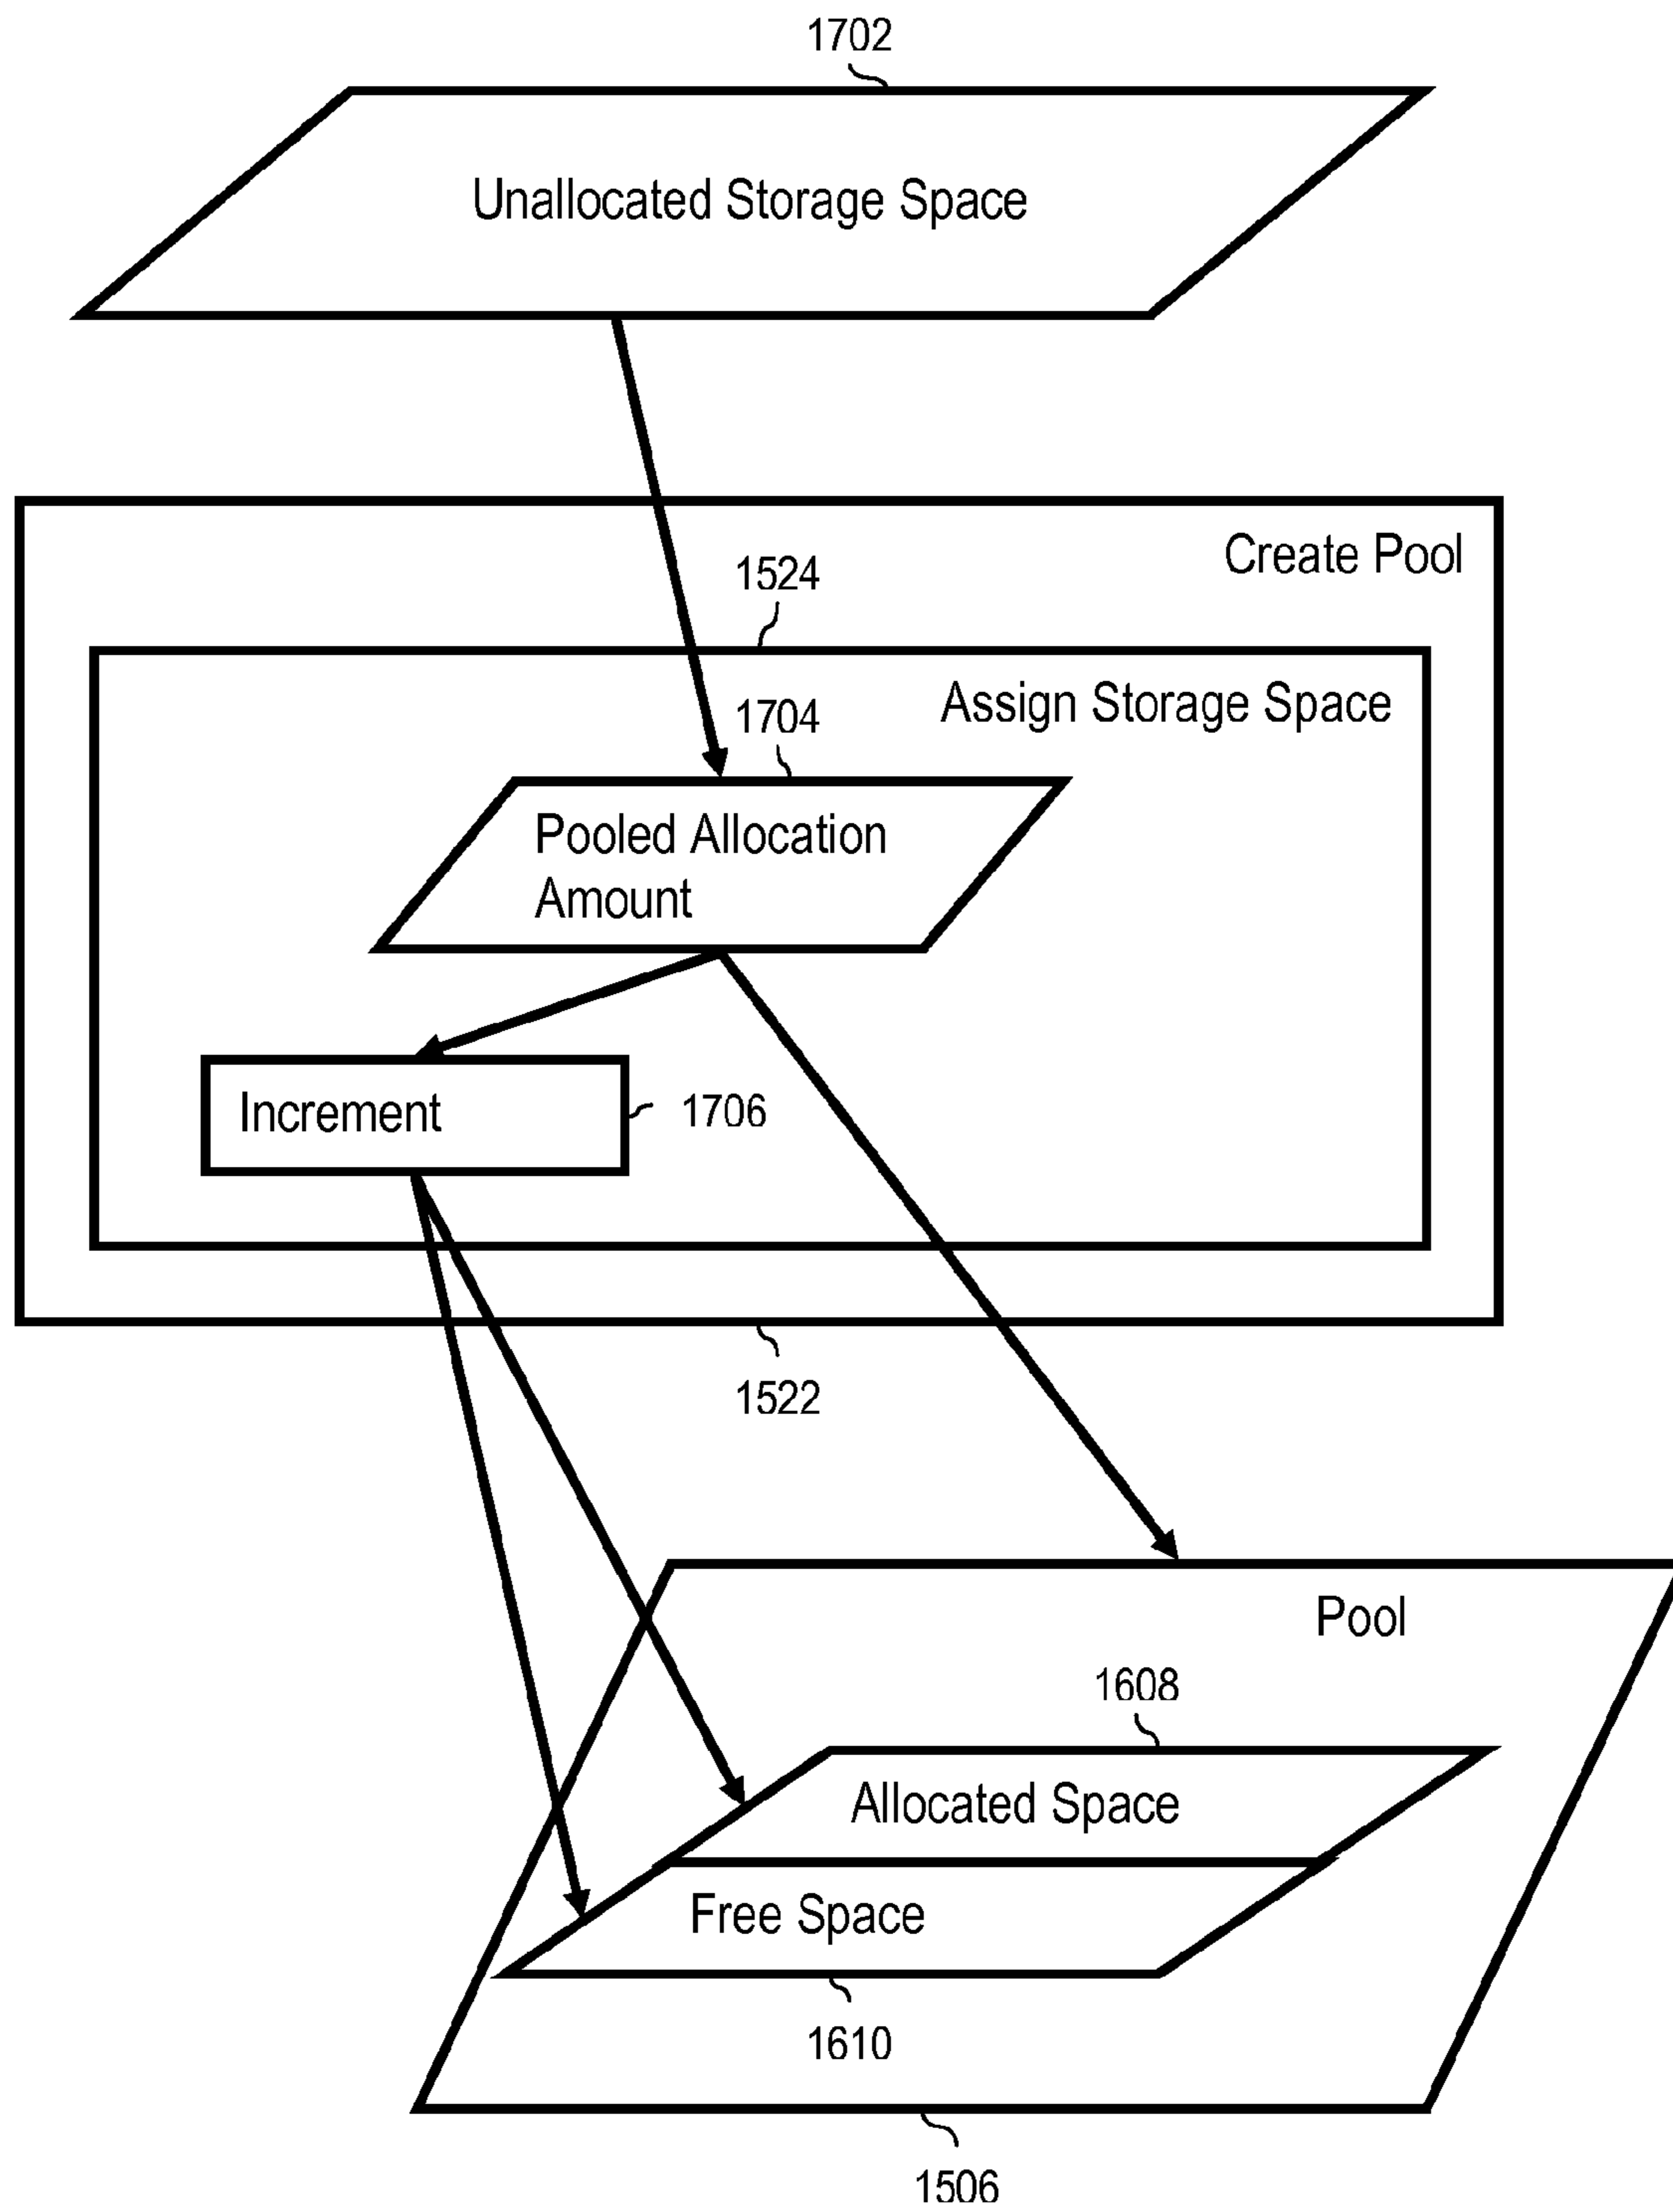 1702
Unallocated Storage Space
Create Pool
1524
Assign Storage Space
1704
Pooled Allocation
Amount
Increment
1706
1522
Pool
1608
Allocated Space
Free Space
1610
1506